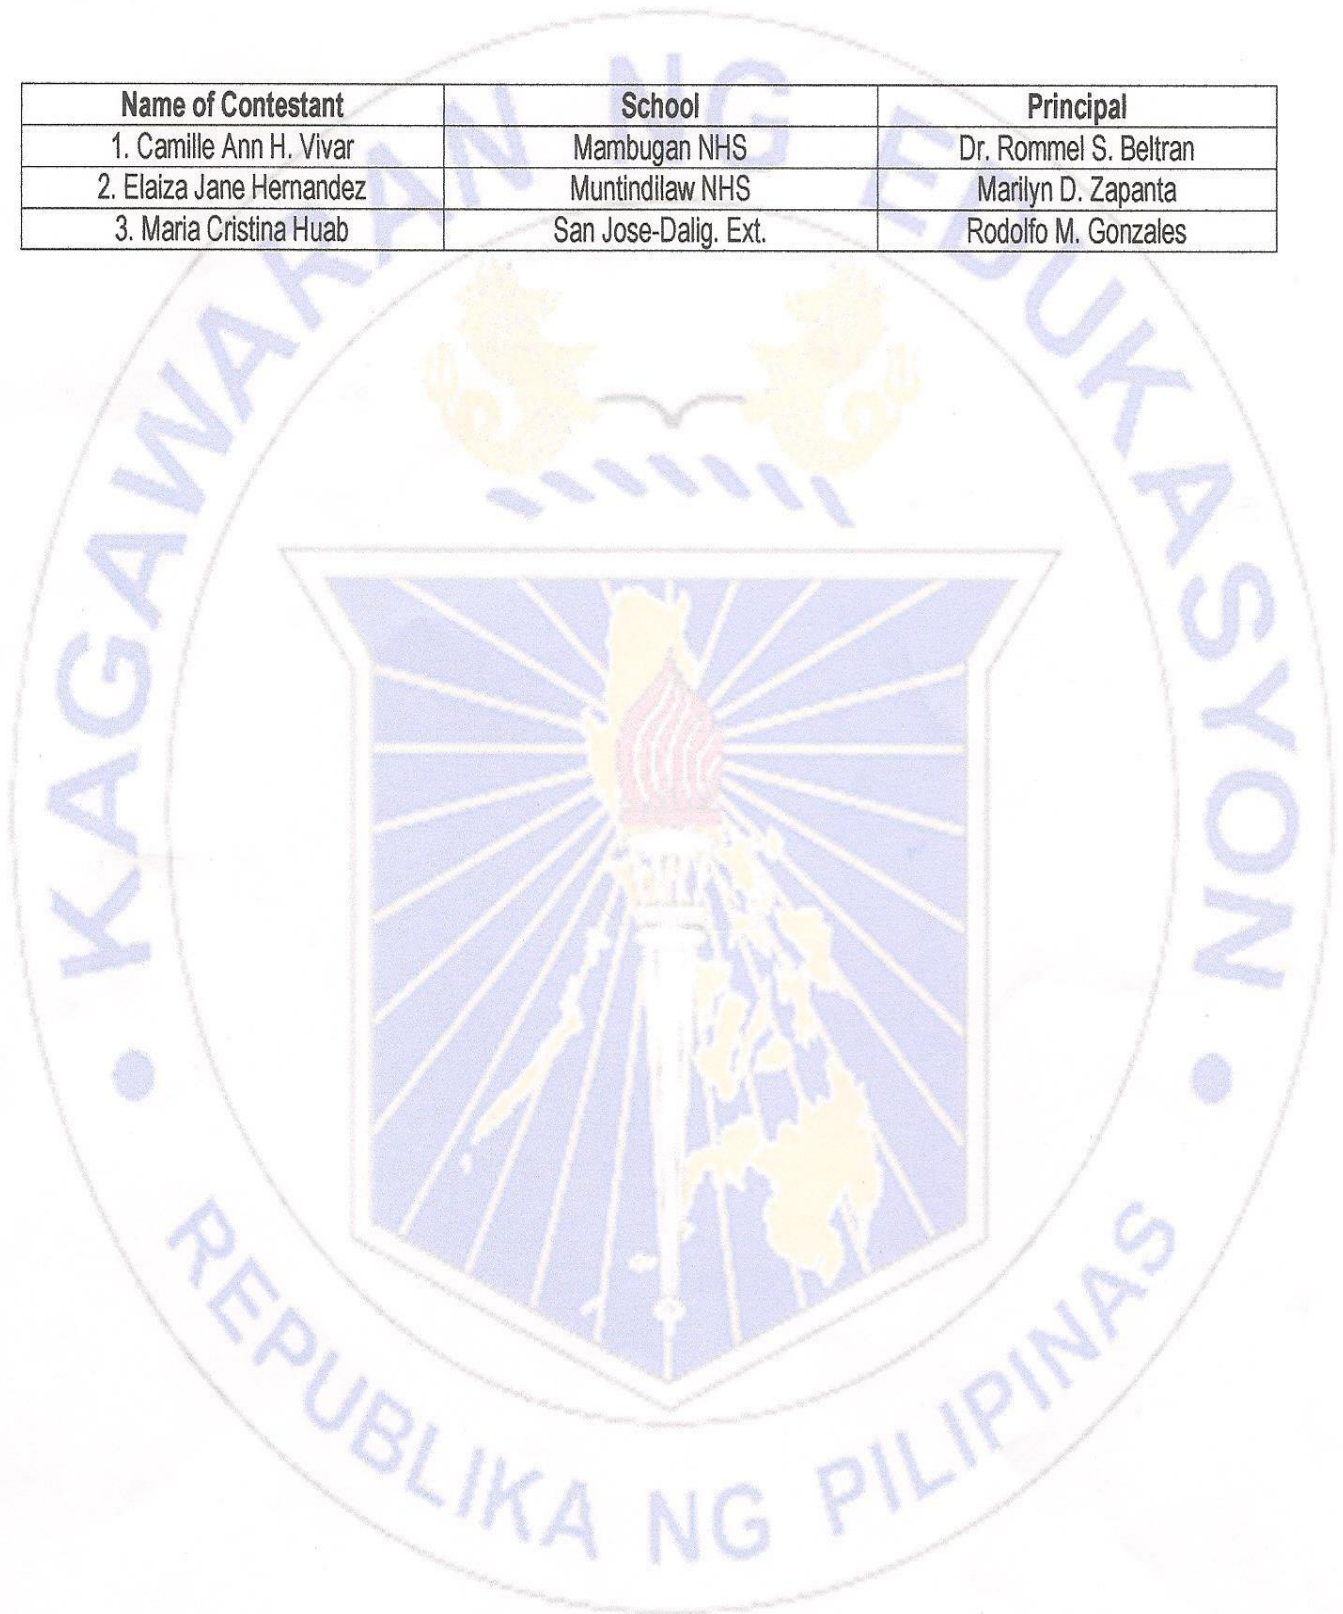 Name of Contestant School Principal
1. Camille Ann H. Vivar Mambugan NHS Dr. Rommel S. Beltran
2. Elaiza Jane Hernandez Muntindilaw NHS Marilyn D. Zapanta
3. Maria Cristina Huab San Jose-Dalig. Ext. Rodolfo M. Gonzales
KAGAWARAN NG EDUKASYON
REPUBLIKA NG PILIPINAS